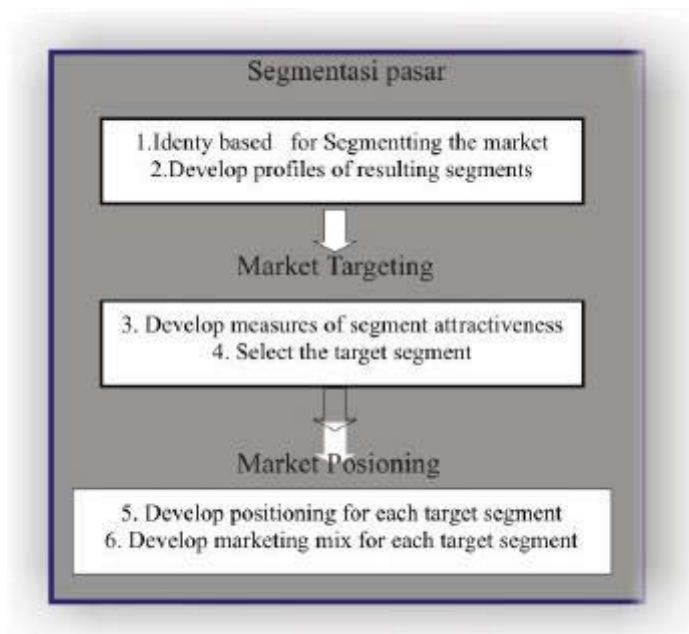 Segmentasi pasar
1.Identy based for Segmentting the market
2.Develop profiles of resulting segments
Market Targeting
3. Develop measures of segment attractiveness
4. Select the target segment
Market Posioning
5. Develop positioning for each target segment
6. Develop marketing mix for each target segment